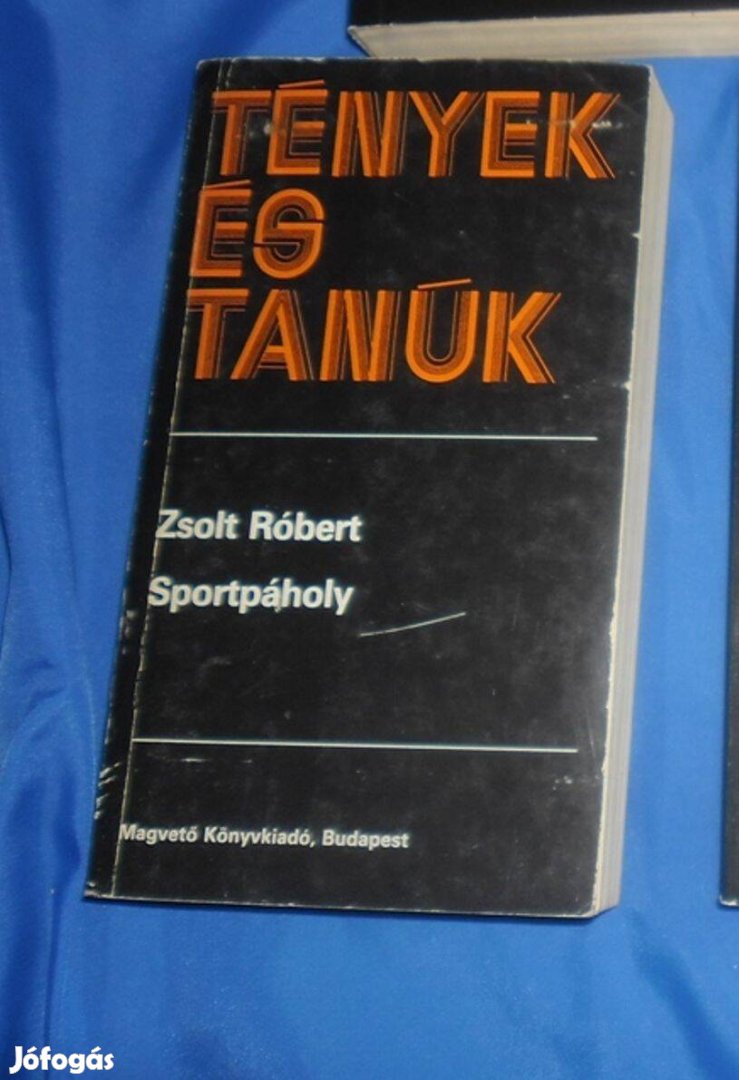 TÉNYEK
ÉS
TANÚK
Zsolt Róbert
Sportpáholy
Magvető Könyvkiadó, Budapest
Jófogás